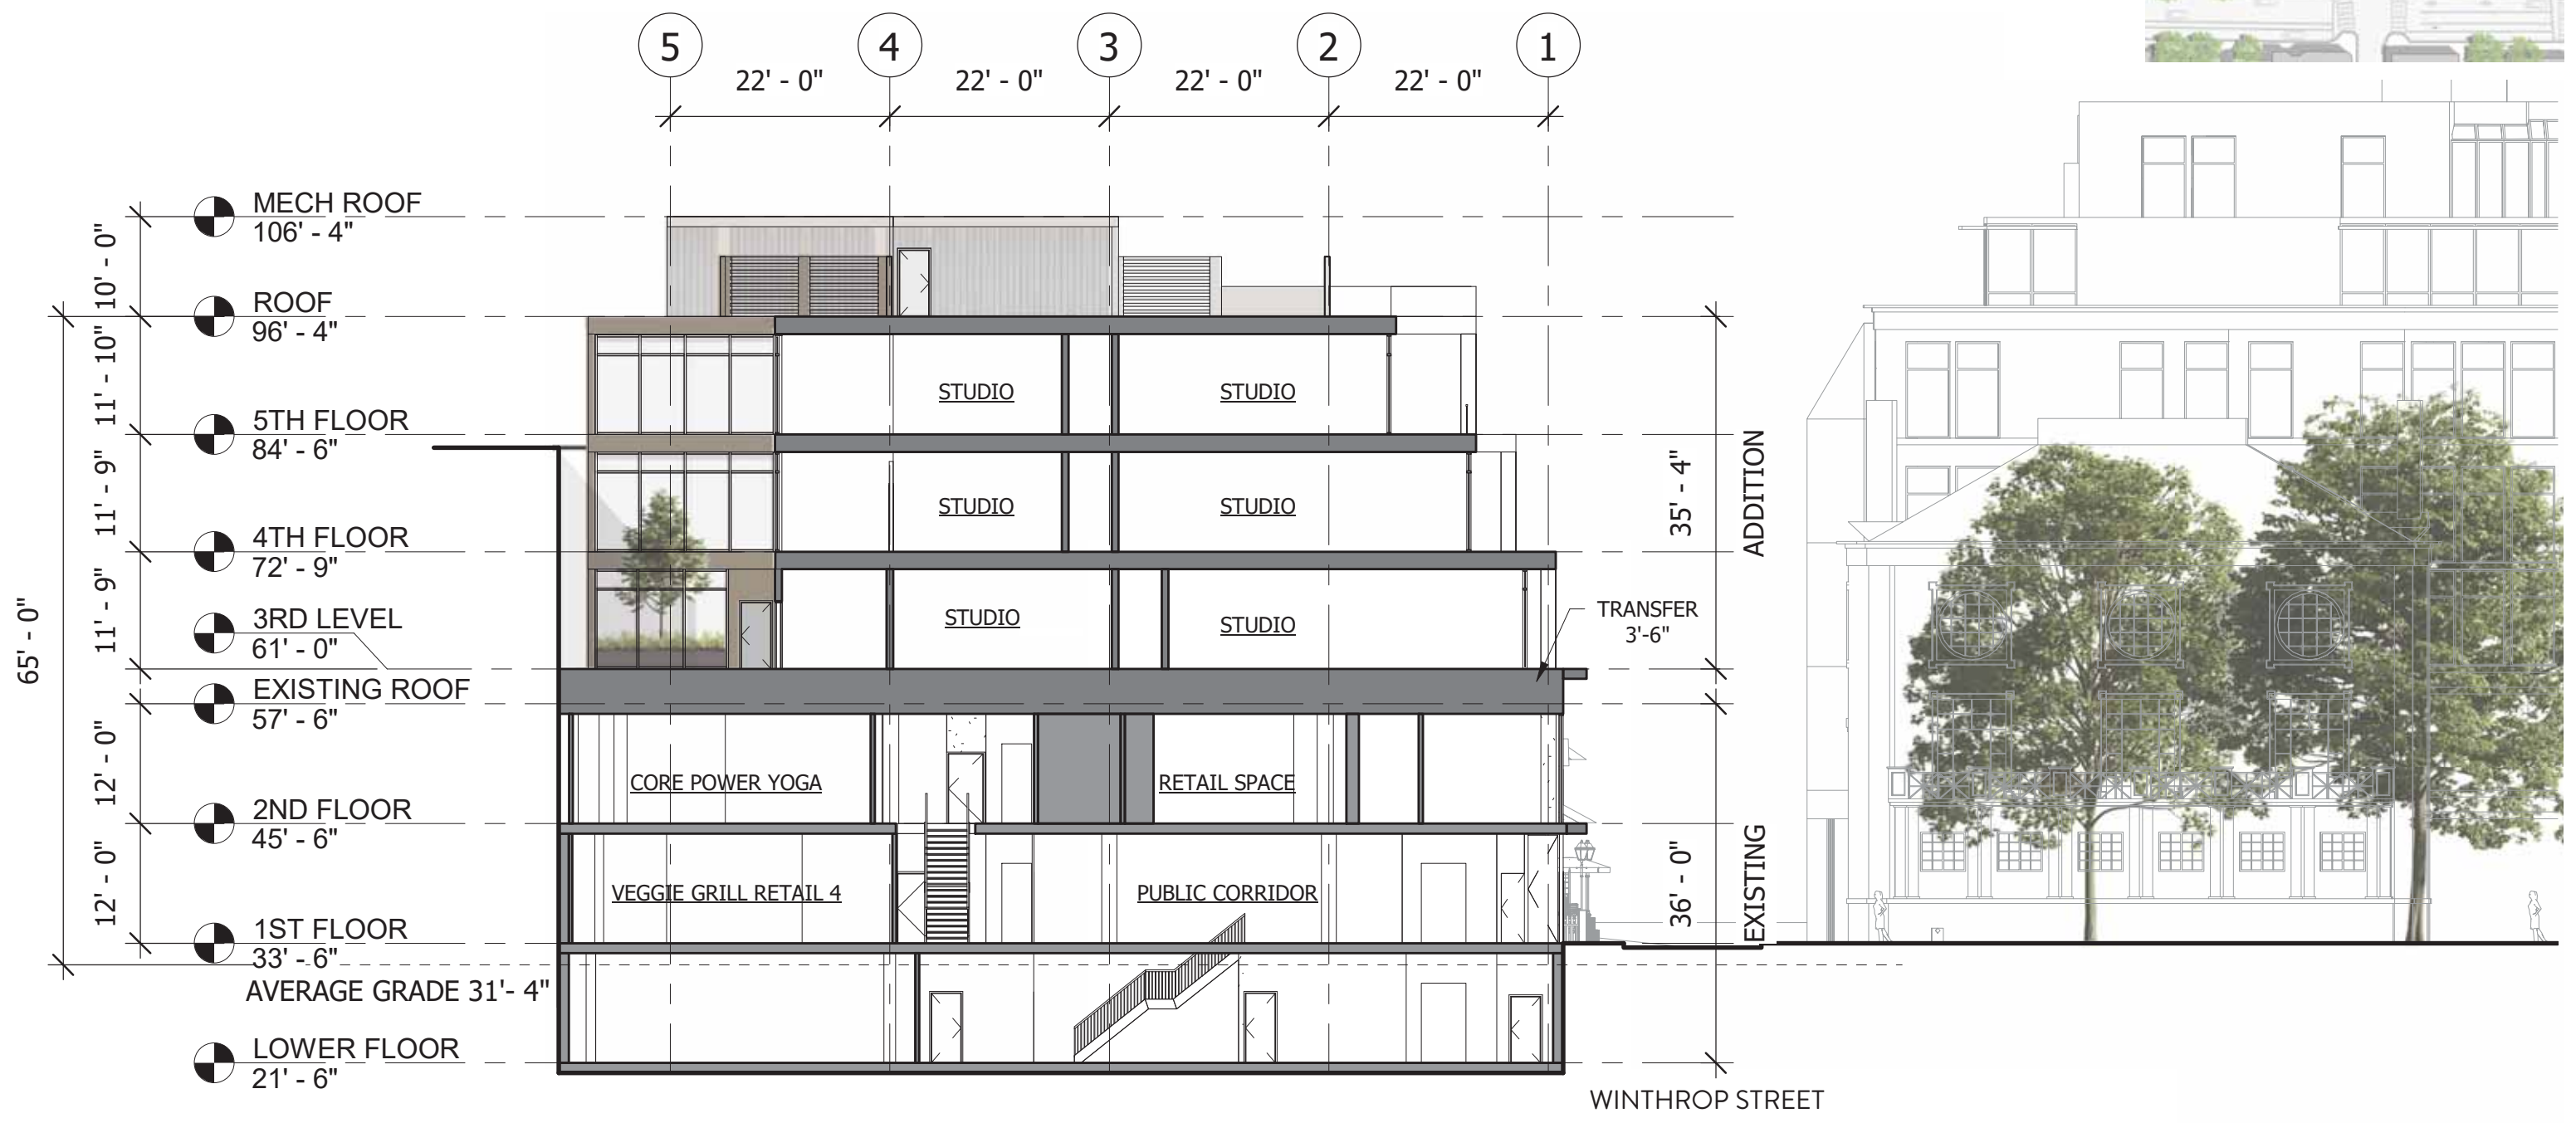 5
4
3
2
1
22' - 0"
22' - 0"
22' - 0"
22' - 0"
MECH ROOF
106' - 4"
10' - 0"
ROOF
96' - 4"
11' - 10"
STUDIO
STUDIO
5TH FLOOR
84' - 6"
11' - 9"
STUDIO
STUDIO
35' - 4"
ADDITION
4TH FLOOR
72' - 9"
11' - 9"
65' - 0"
3RD LEVEL
61' - 0"
STUDIO
STUDIO
TRANSFER
3'-6"
EXISTING ROOF
57' - 6"
12' - 0"
CORE POWER YOGA
RETAIL SPACE
2ND FLOOR
45' - 6"
12' - 0"
VEGGIE GRILL RETAIL 4
PUBLIC CORRIDOR
36' - 0"
EXISTING
1ST FLOOR
33' - 6"
AVERAGE GRADE 31'- 4"
LOWER FLOOR
21' - 6"
WINTHROP STREET